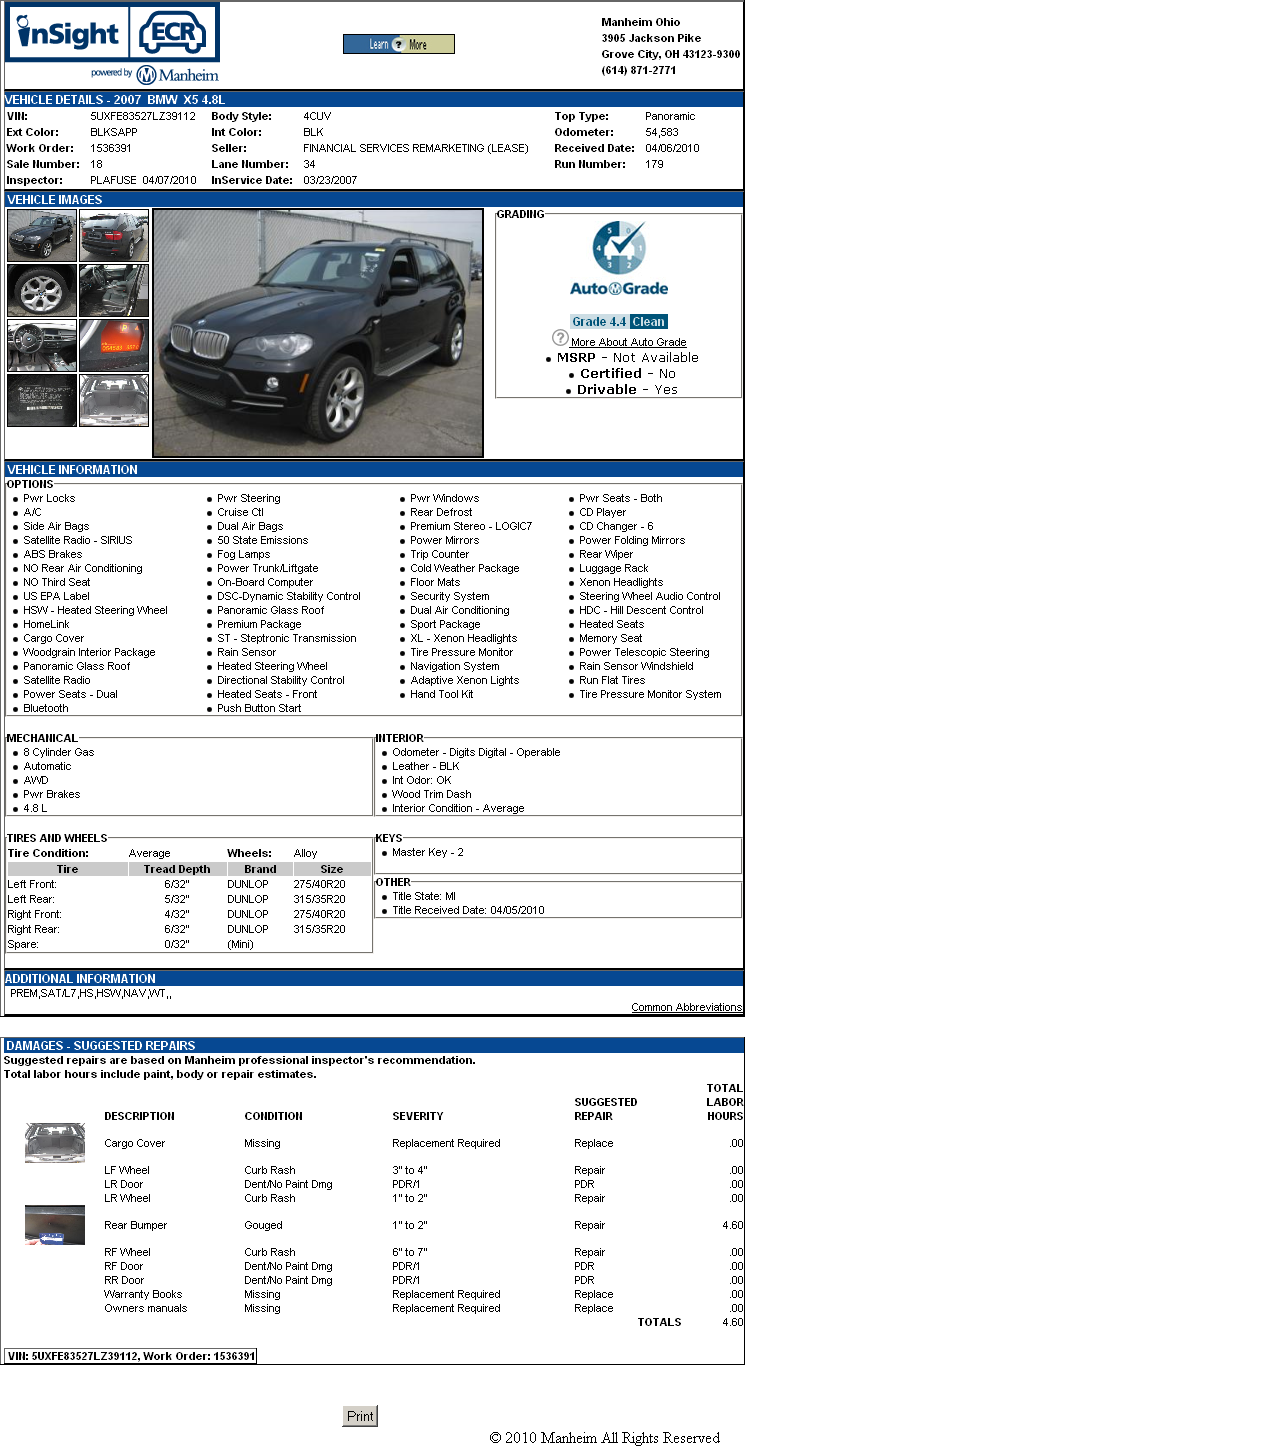 inSight ECR
powered by Manheim
Learn ? More
Manheim Ohio
3905 Jackson Pike
Grove City, OH 43123-9300
(614) 871-2771
VEHICLE DETAILS - 2007 BMW X5 4.8L
VIN: 5UXFE83527LZ39112 Body Style: 4CUV Top Type: Panoramic
Ext Color: BLKSAPP Int Color: BLK Odometer: 54,583
Work Order: 1536391 Seller: FINANCIAL SERVICES REMARKETING (LEASE) Received Date: 04/06/2010
Sale Number: 18 Lane Number: 34 Run Number: 179
Inspector: PLAFUSE 04/07/2010 InService Date: 03/23/2007
VEHICLE IMAGES
GRADING
5 0
4 1
3 2
AutoGrade
Grade 4.4 Clean
? More About Auto Grade
• MSRP - Not Available
• Certified - No
• Drivable - Yes
VEHICLE INFORMATION
OPTIONS
• Pwr Locks • Pwr Steering • Pwr Windows • Pwr Seats - Both
• A/C • Cruise Ctl • Rear Defrost • CD Player
• Side Air Bags • Dual Air Bags • Premium Stereo - LOGIC7 • CD Changer - 6
• Satellite Radio - SIRIUS • 50 State Emissions • Power Mirrors • Power Folding Mirrors
• ABS Brakes • Fog Lamps • Trip Counter • Rear Wiper
• NO Rear Air Conditioning • Power Trunk/Liftgate • Cold Weather Package • Luggage Rack
• NO Third Seat • On-Board Computer • Floor Mats • Xenon Headlights
• US EPA Label • DSC-Dynamic Stability Control • Security System • Steering Wheel Audio Control
• HSW - Heated Steering Wheel • Panoramic Glass Roof • Dual Air Conditioning • HDC - Hill Descent Control
• HomeLink • Premium Package • Sport Package • Heated Seats
• Cargo Cover • ST - Steptronic Transmission • XL - Xenon Headlights • Memory Seat
• Woodgrain Interior Package • Rain Sensor • Tire Pressure Monitor • Power Telescopic Steering
• Panoramic Glass Roof • Heated Steering Wheel • Navigation System • Rain Sensor Windshield
• Satellite Radio • Directional Stability Control • Adaptive Xenon Lights • Run Flat Tires
• Power Seats - Dual • Heated Seats - Front • Hand Tool Kit • Tire Pressure Monitor System
• Bluetooth • Push Button Start
MECHANICAL
• 8 Cylinder Gas
• Automatic
• AWD
• Pwr Brakes
• 4.8 L
INTERIOR
• Odometer - Digits Digital - Operable
• Leather - BLK
• Int Odor: OK
• Wood Trim Dash
• Interior Condition - Average
TIRES AND WHEELS
Tire Condition: Average Wheels: Alloy
Tire Tread Depth Brand Size
Left Front: 6/32" DUNLOP 275/40R20
Left Rear: 5/32" DUNLOP 315/35R20
Right Front: 4/32" DUNLOP 275/40R20
Right Rear: 6/32" DUNLOP 315/35R20
Spare: 0/32" (Mini)
KEYS
• Master Key - 2
OTHER
• Title State: MI
• Title Received Date: 04/05/2010
ADDITIONAL INFORMATION
PREM,SAT/L7,HS,HSW,NAV,WT,,
Common Abbreviations
DAMAGES - SUGGESTED REPAIRS
Suggested repairs are based on Manheim professional inspector's recommendation.
Total labor hours include paint, body or repair estimates.
DESCRIPTION CONDITION SEVERITY SUGGESTED REPAIR TOTAL LABOR HOURS
Cargo Cover Missing Replacement Required Replace .00
LF Wheel Curb Rash 3" to 4" Repair .00
LR Door Dent/No Paint Dmg PDR/1 PDR .00
LR Wheel Curb Rash 1" to 2" Repair .00
Rear Bumper Gouged 1" to 2" Repair 4.60
RF Wheel Curb Rash 6" to 7" Repair .00
RF Door Dent/No Paint Dmg PDR/1 PDR .00
RR Door Dent/No Paint Dmg PDR/1 PDR .00
Warranty Books Missing Replacement Required Replace .00
Owners manuals Missing Replacement Required Replace .00
TOTALS 4.60
VIN: 5UXFE83527LZ39112, Work Order: 1536391
Print
© 2010 Manheim All Rights Reserved